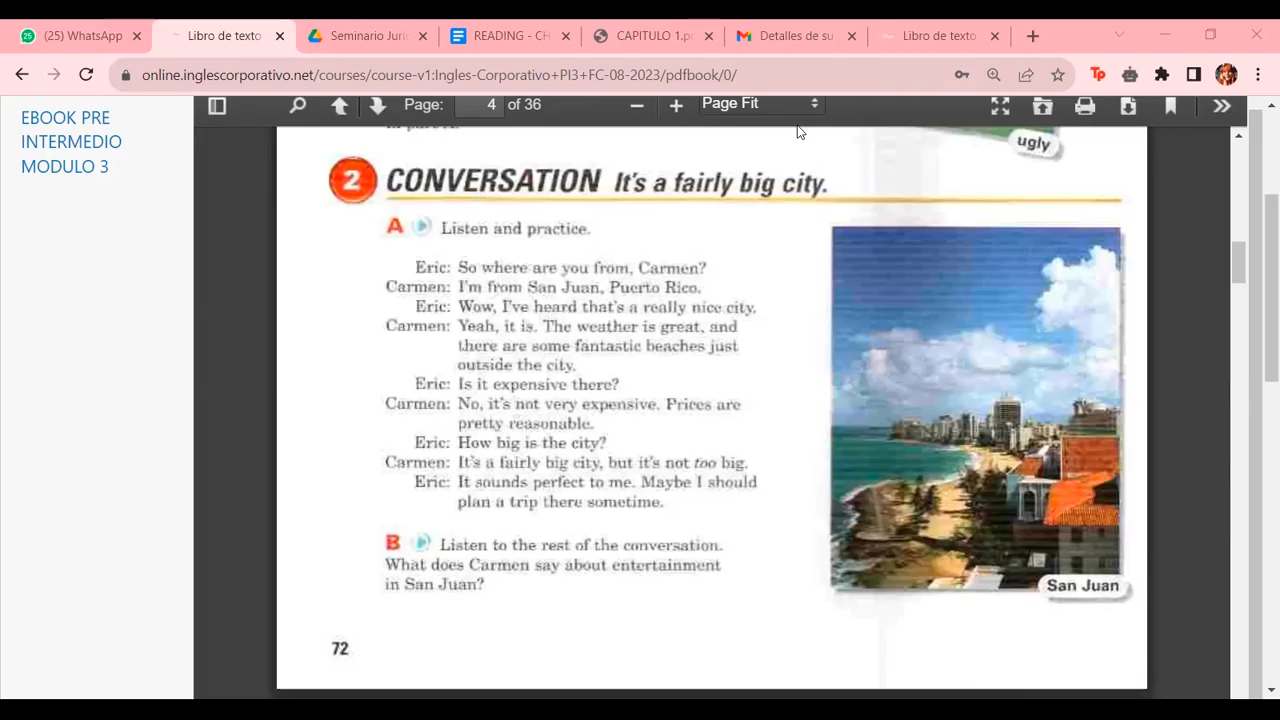 (25) WhatsApp
Libro de texto
Seminario Juríc
READING - CH
CAPITULO 1.p
Detalles de su
Libro de texto
online.inglescorporativo.net/courses/course-v1:Ingles-Corporativo+PI3+FC-08-2023/pdfbook/0/
EBOOK PRE
INTERMEDIO
MODULO 3
Page: 4 of 36
Page Fit
ugly
2 CONVERSATION It's a fairly big city.
A Listen and practice.
Eric: So where are you from, Carmen?
Carmen: I'm from San Juan, Puerto Rico.
Eric: Wow, I've heard that's a really nice city.
Carmen: Yeah, it is. The weather is great, and
there are some fantastic beaches just
outside the city.
Eric: Is it expensive there?
Carmen: No, it's not very expensive. Prices are
pretty reasonable.
Eric: How big is the city?
Carmen: It's a fairly big city, but it's not too big.
Eric: It sounds perfect to me. Maybe I should
plan a trip there sometime.
B Listen to the rest of the conversation.
What does Carmen say about entertainment
in San Juan?
San Juan
72